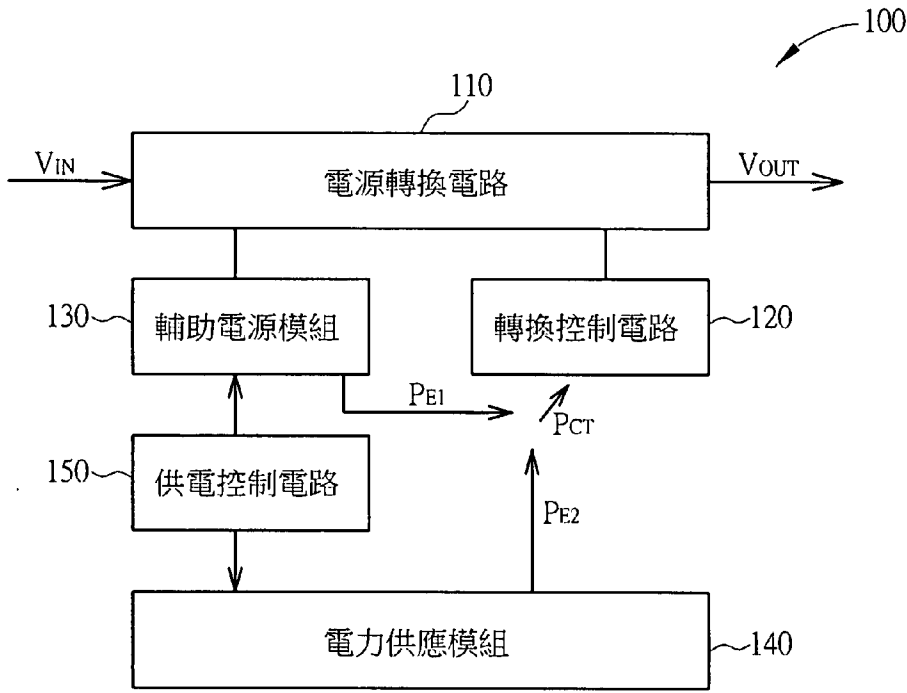 100
110
VIN
電源轉換電路
VOUT
130
輔助電源模組
轉換控制電路
120
PE1
PCT
150
供電控制電路
PE2
電力供應模組
140